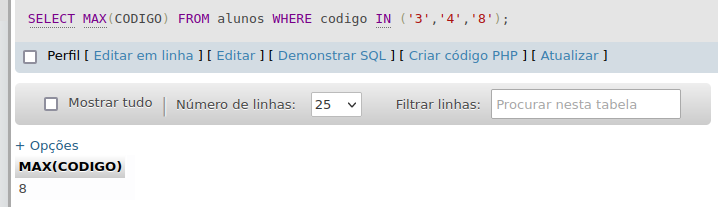 SELECT MAX(CODIGO) FROM alunos WHERE codigo IN ('3','4','8');
Perfil [ Editar em linha ] [ Editar ] [ Demonstrar SQL ] [ Criar código PHP ] [ Atualizar ]
Mostrar tudo | Número de linhas: 25 Filtrar linhas: Procurar nesta tabela
+ Opções
MAX(CODIGO)
8